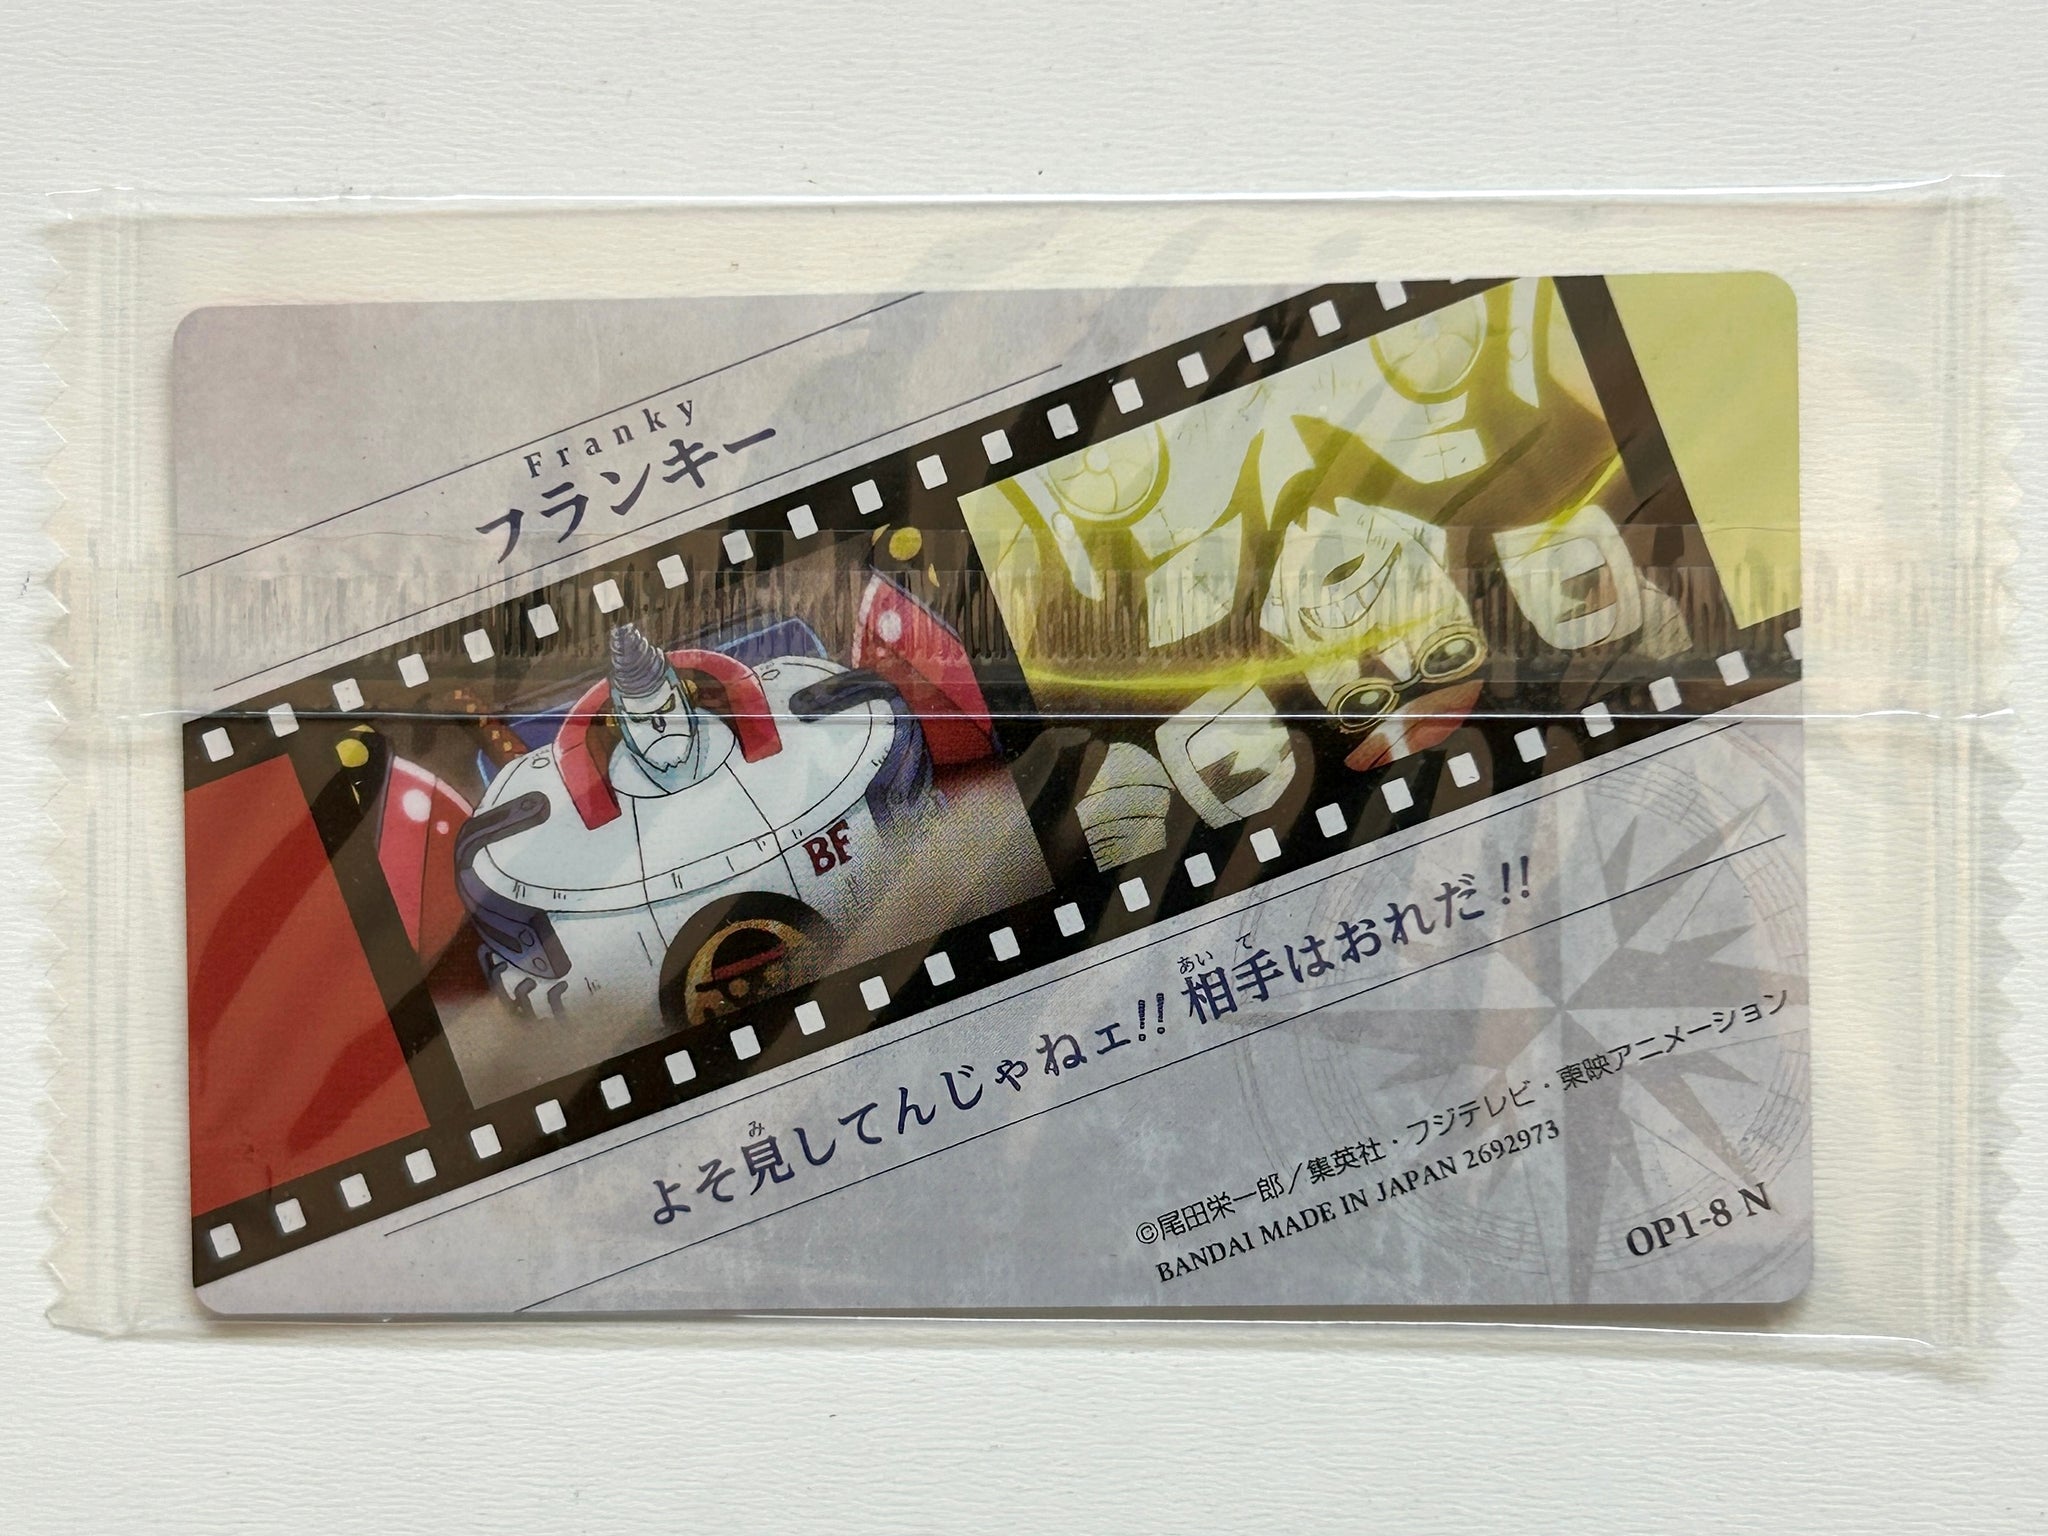 Franky
フランキー
BF
よそ見してんじゃねェ!! 相手はおれだ!!
©尾田栄一郎/集英社・フジテレビ・東映アニメーション
BANDAI MADE IN JAPAN 2692973
OP1-8 N